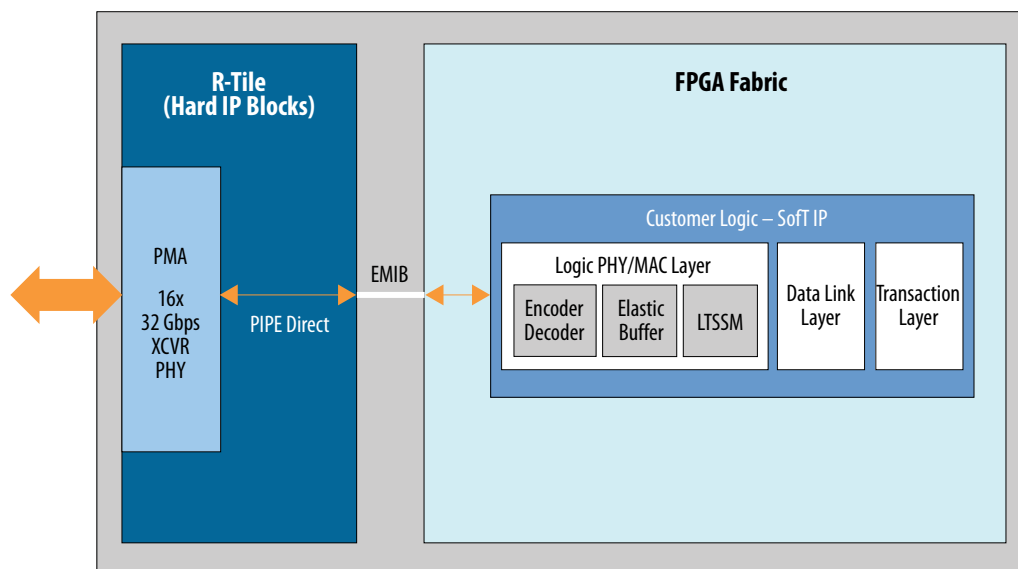 R-Tile
(Hard IP Blocks)
FPGA Fabric
PMA
16x
32 Gbps
XCVR
PHY
PIPE Direct
EMIB
Customer Logic – SofT IP
Logic PHY/MAC Layer
Encoder
Decoder
Elastic
Buffer
LTSSM
Data Link
Layer
Transaction
Layer